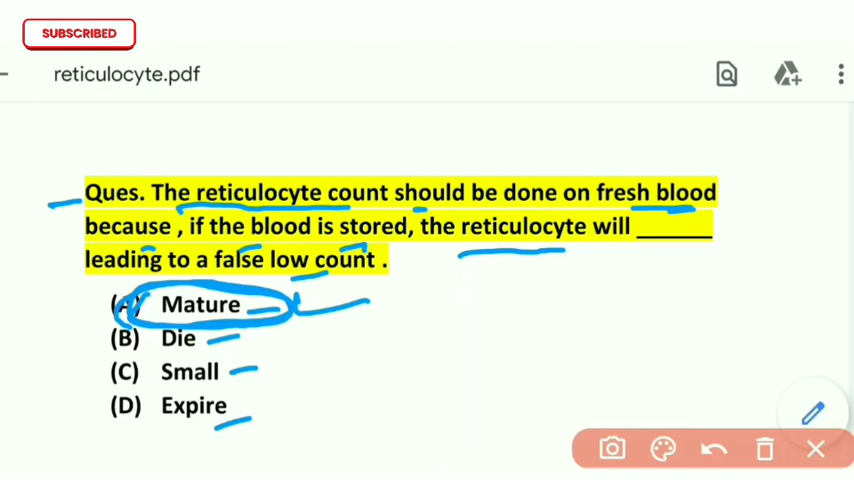 SUBSCRIBED
reticulocyte.pdf
Ques. The reticulocyte count should be done on fresh blood
because , if the blood is stored, the reticulocyte will ______
leading to a false low count .
(A) Mature
(B) Die
(C) Small
(D) Expire